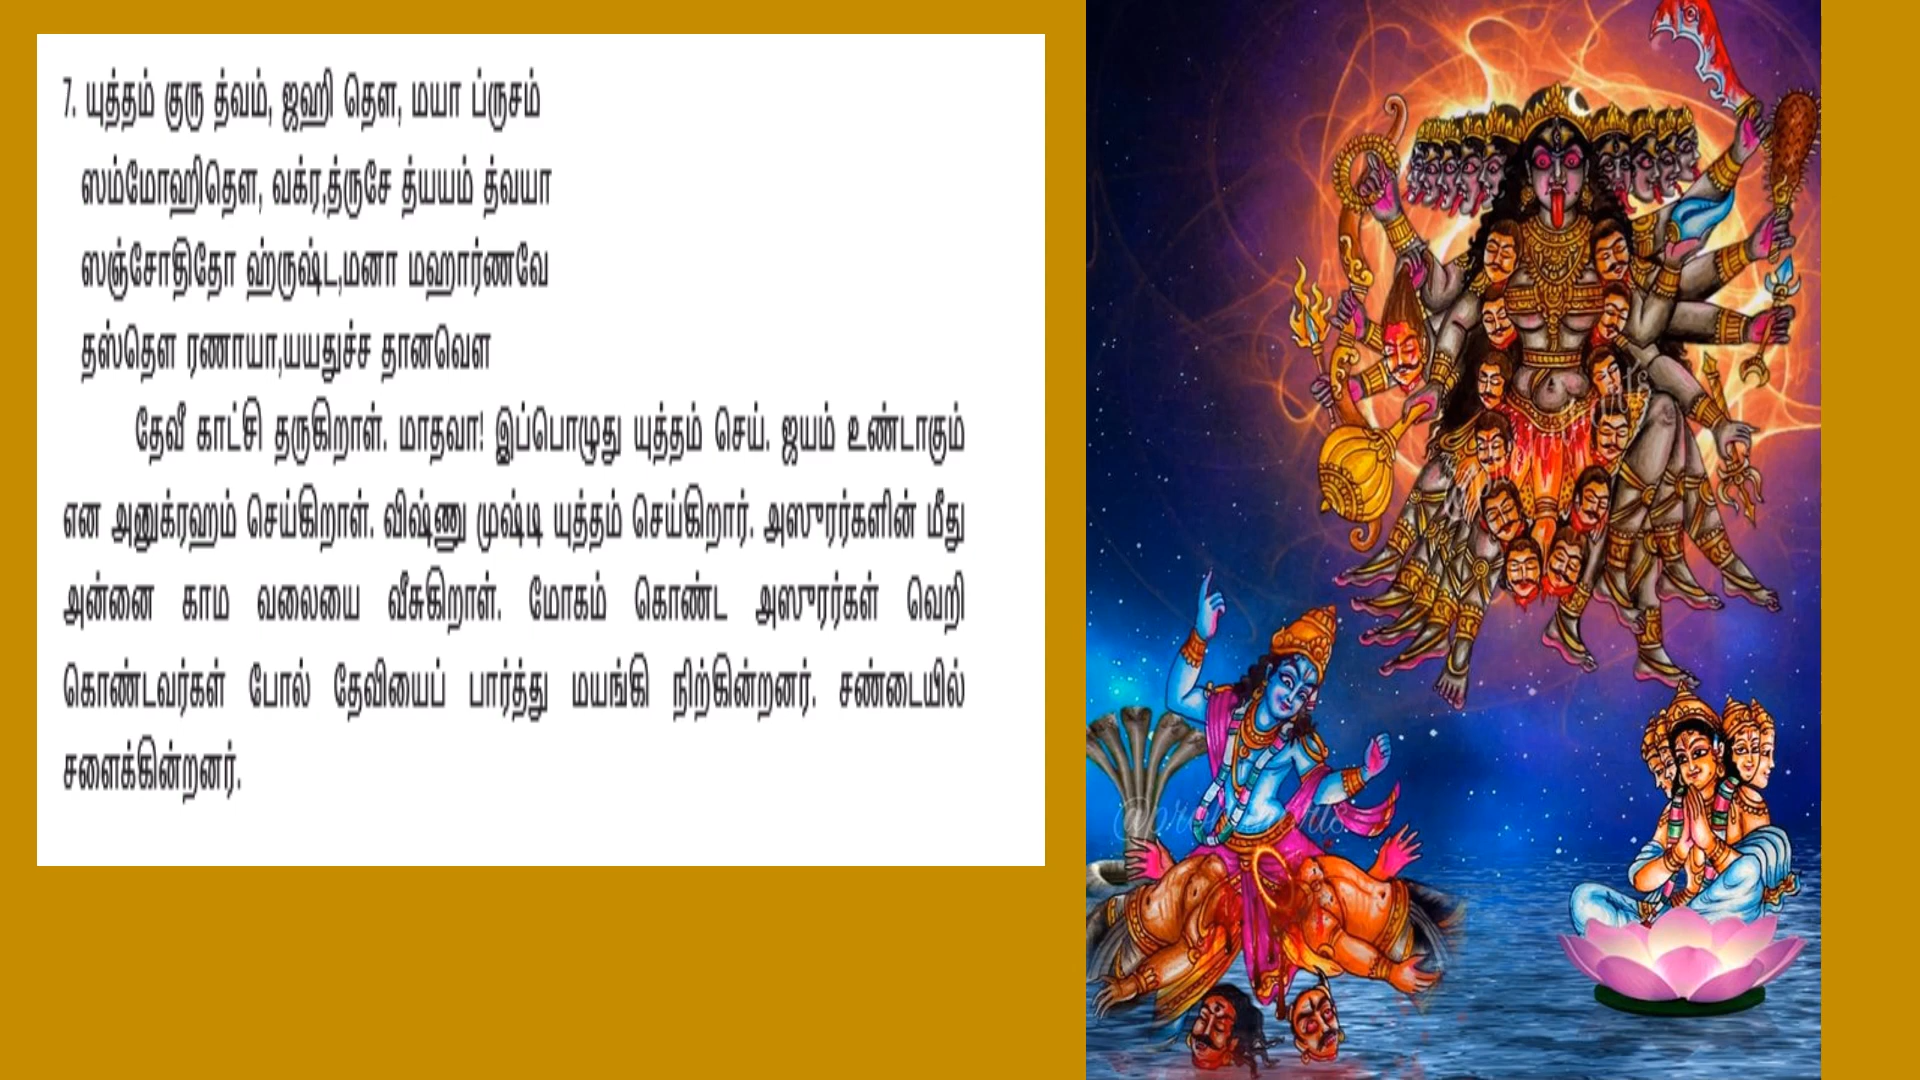 7. யுத்தம் குரு த்வம், ஜஹி தௌ, மயா ப்ருசம்
ஸம்மோஹிதௌ, வக்ர,த்ருசே த்யயம் த்வயா
ஸஞ்சோதிதோ ஹ்ருஷ்ட,மனா மஹார்ணவே
தஸ்தௌ ரணாயா,யயதுச்ச தானவௌ
தேவீ காட்சி தருகிறாள். மாதவா! இப்பொழுது யுத்தம் செய். ஜயம் உண்டாகும்
என அனுக்ரஹம் செய்கிறாள். விஷ்ணு முஷ்டி யுத்தம் செய்கிறார். அஸுரர்களின் மீது
அன்னை காம வலையை வீசுகிறாள். மோகம் கொண்ட அஸுரர்கள் வெறி
கொண்டவர்கள் போல் தேவியைப் பார்த்து மயங்கி நிற்கின்றனர். சண்டையில்
சளைக்கின்றனர்.